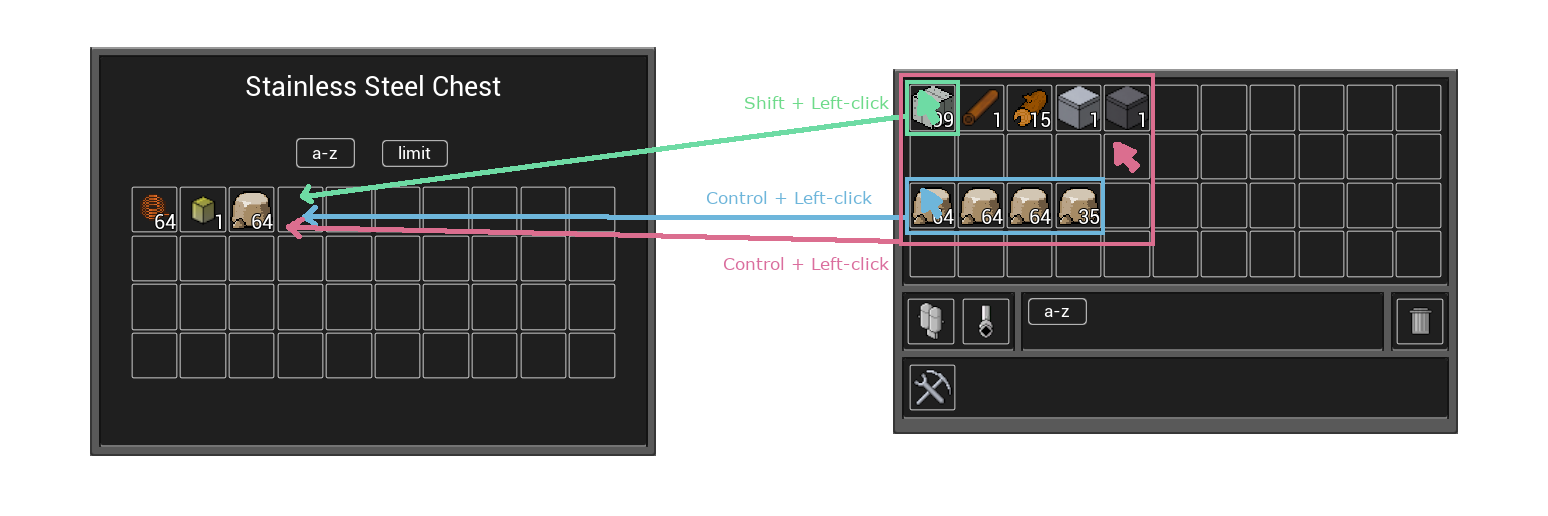 Stainless Steel Chest
a-z limit
64 1 64
Shift + Left-click
Control + Left-click
Control + Left-click
99 1 15 1 1
64 64 64 35
a-z